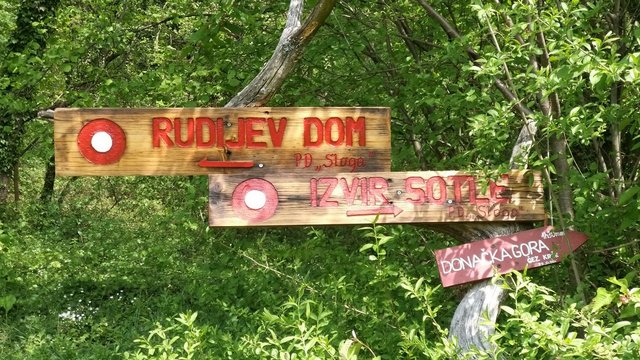 RUDIJEV DOM
PD „Sloga
IZVIR SOTLE
PD „Sloga
DONAČKA GORA